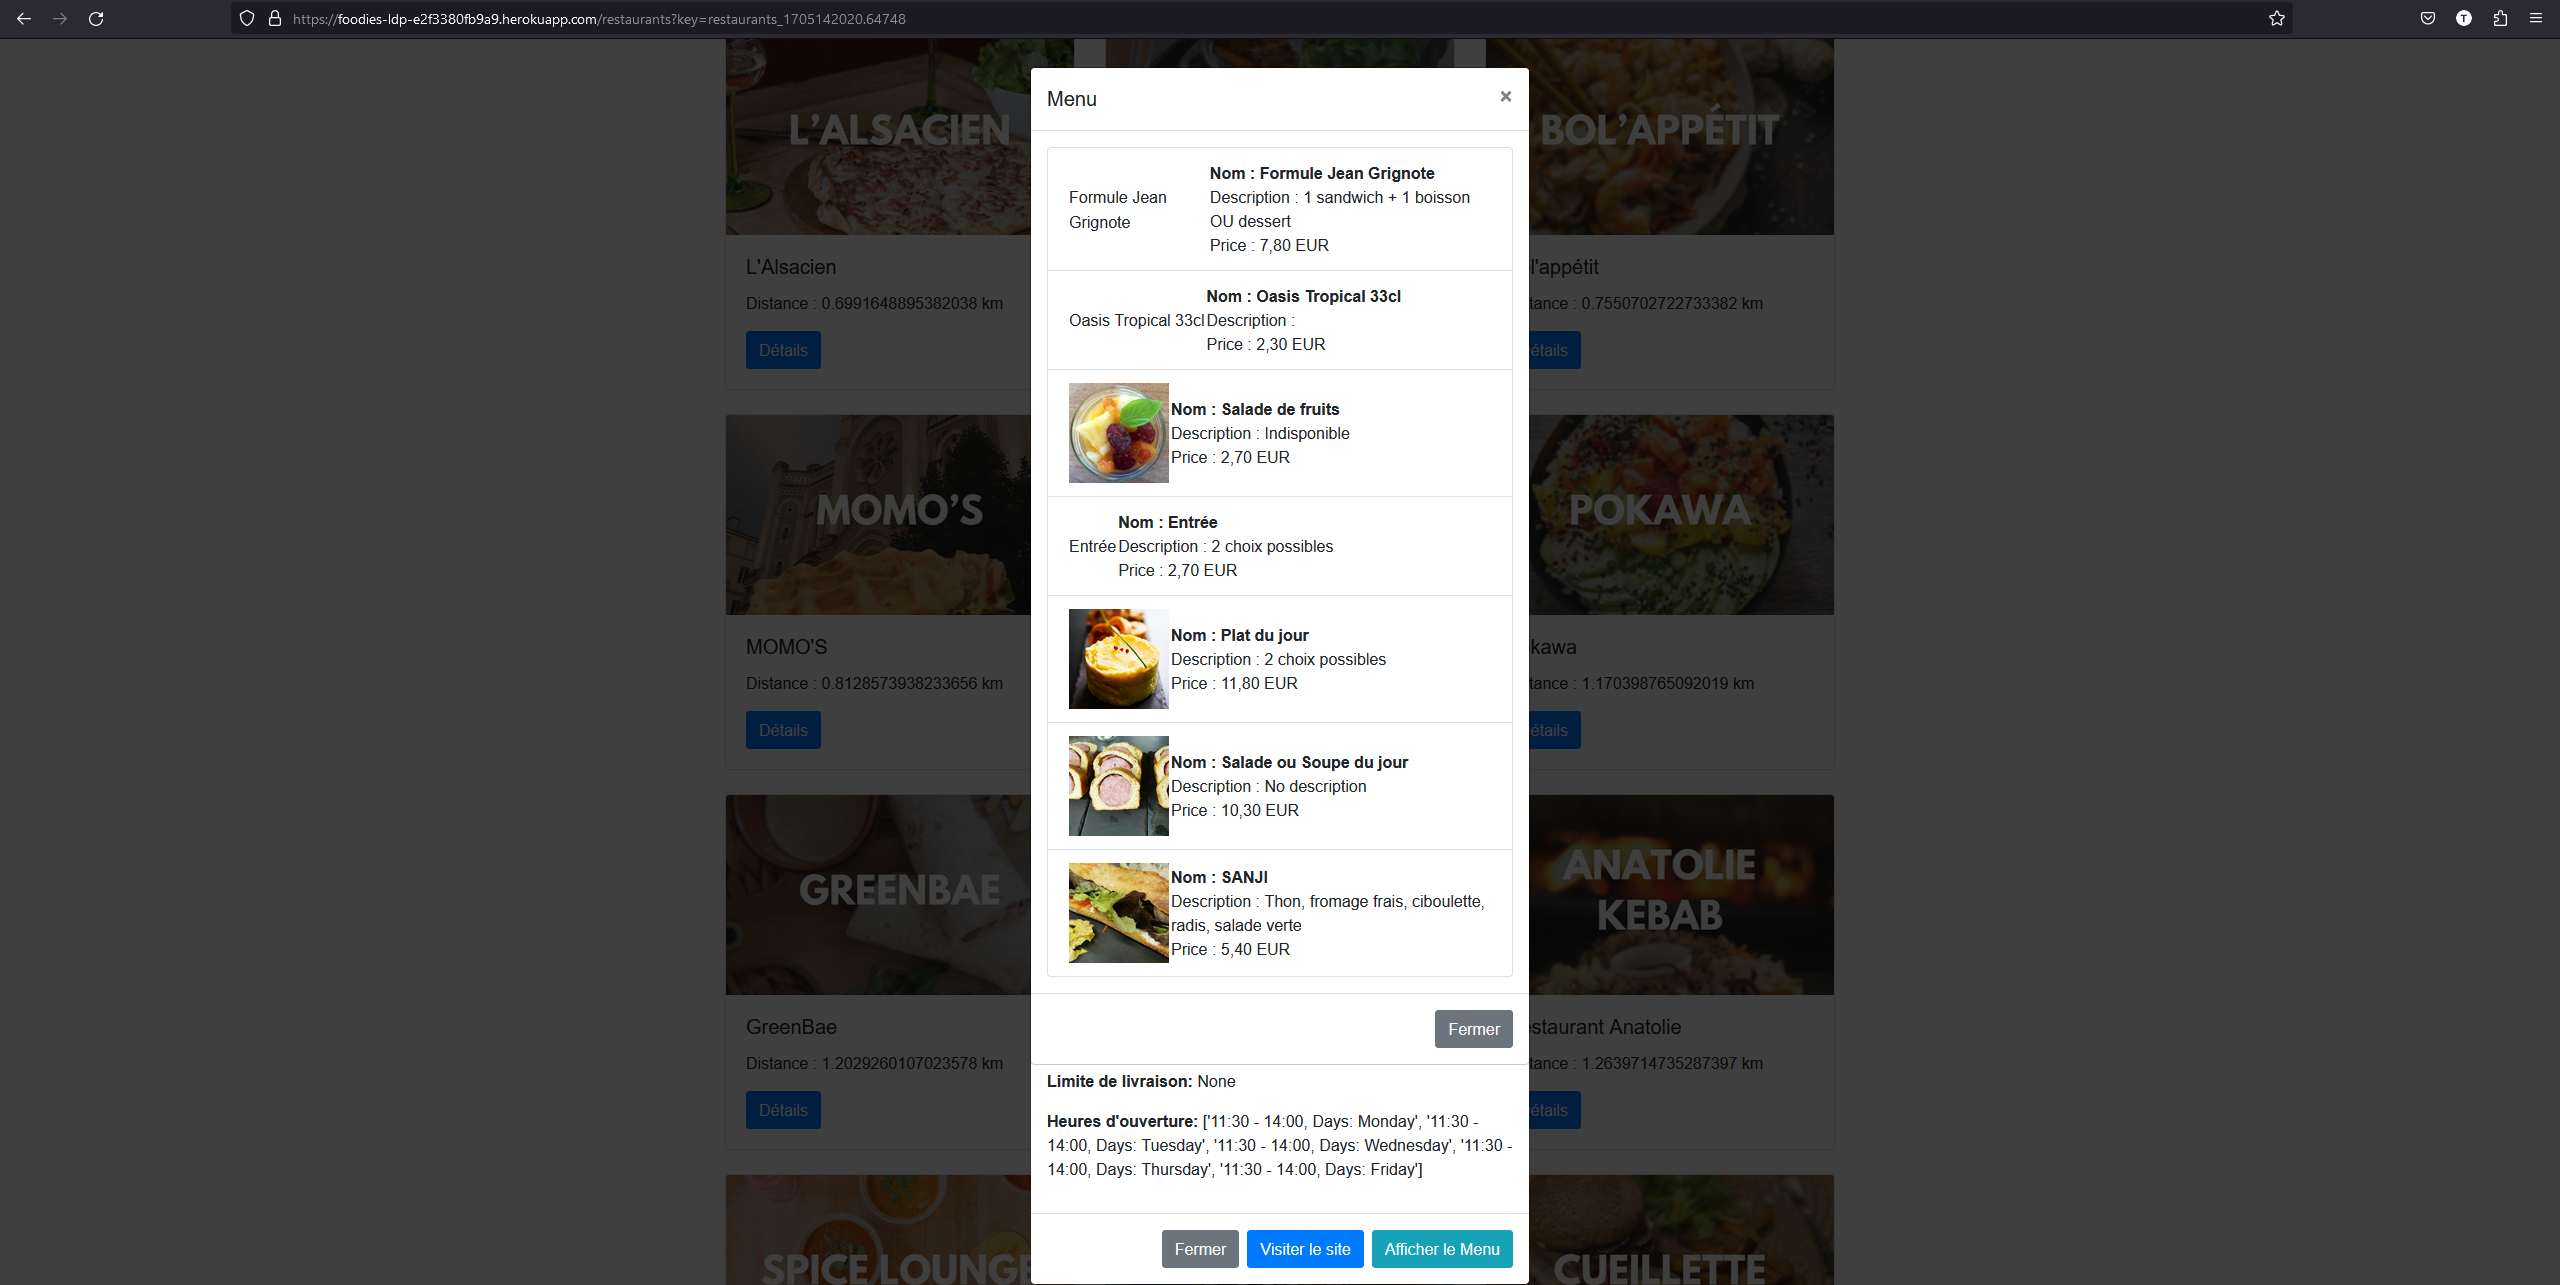 https://foodies-ldp-e2f3380fb9a9.herokuapp.com/restaurants?key=restaurants_1705142020.64748
T
Menu
×
Formule Jean
Grignote
Nom : Formule Jean Grignote
Description : 1 sandwich + 1 boisson
OU dessert
Price : 7,80 EUR
Oasis Tropical 33cl
Nom : Oasis Tropical 33cl
Description :
Price : 2,30 EUR
Nom : Salade de fruits
Description : Indisponible
Price : 2,70 EUR
Entrée
Nom : Entrée
Description : 2 choix possibles
Price : 2,70 EUR
Nom : Plat du jour
Description : 2 choix possibles
Price : 11,80 EUR
Nom : Salade ou Soupe du jour
Description : No description
Price : 10,30 EUR
Nom : SANJI
Description : Thon, fromage frais, ciboulette,
radis, salade verte
Price : 5,40 EUR
Fermer
Limite de livraison: None
Heures d'ouverture: ['11:30 - 14:00, Days: Monday', '11:30 -
14:00, Days: Tuesday', '11:30 - 14:00, Days: Wednesday', '11:30 -
14:00, Days: Thursday', '11:30 - 14:00, Days: Friday']
Fermer
Visiter le site
Afficher le Menu
L'ALSACIEN
L'Alsacien
Distance : 0.6991648895382038 km
Détails
BOL'APPÉTIT
l'appétit
tance : 0.7550702722733382 km
étails
MOMO'S
MOMO'S
Distance : 0.8128573938233656 km
Détails
POKAWA
kawa
tance : 1.170398765092019 km
étails
GREENBAE
GreenBae
Distance : 1.2029260107023578 km
Détails
ANATOLIE
KEBAB
staurant Anatolie
tance : 1.2639714735287397 km
étails
SPICE LOUNGE
CUEILLETTE